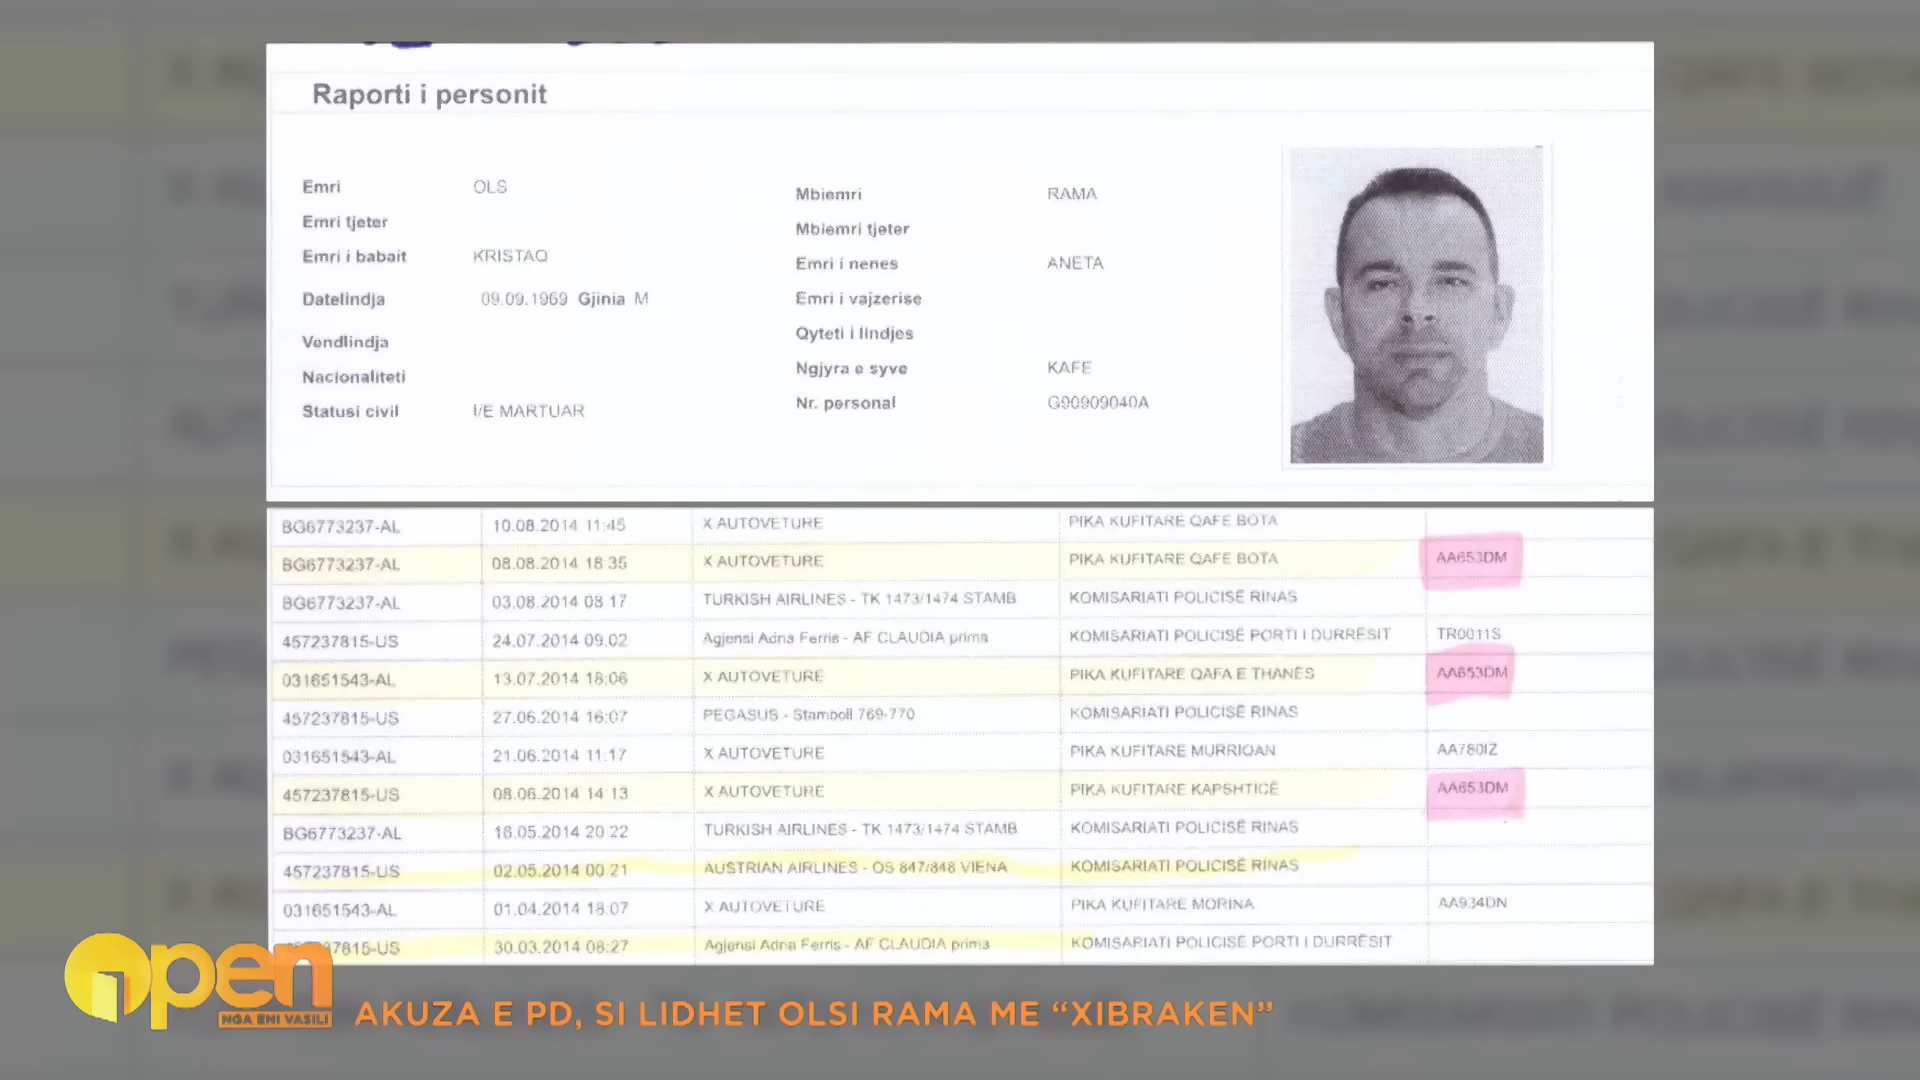 Raporti i personit
Emri OLS Mbiemri RAMA
Emri tjeter Mbiemri tjeter
Emri i babait KRISTAQ Emri i nenes ANETA
Datelindja 09.09.1969 Gjinia M Emri i vajzerise
Vendlindja Qyteti i lindjes
Nacionaliteti Ngjyra e syve KAFE
Statusi civil I/E MARTUAR Nr. personal G90909040A
BG6773237-AL 10.08.2014 11:45 X AUTOVETURE PIKA KUFITARE QAFE BOTA
BG6773237-AL 08.08.2014 18:35 X AUTOVETURE PIKA KUFITARE QAFE BOTA AA653DM
BG6773237-AL 03.08.2014 08 17 TURKISH AIRLINES - TK 1473/1474 STAMB KOMISARIATI POLICISË RINAS
457237815-US 24.07.2014 09.02 Agjensi Adria Ferris - AF CLAUDIA prima KOMISARIATI POLICISË PORTI I DURRËSIT TR0011S
031651543-AL 13.07.2014 18:06 X AUTOVETURE PIKA KUFITARE QAFA E THANËS AA653DM
457237815-US 27.06.2014 16:07 PEGASUS - Stamboll 769-770 KOMISARIATI POLICISË RINAS
031651543-AL 21.06.2014 11:17 X AUTOVETURE PIKA KUFITARE MURRIQAN AA780IZ
457237815-US 08.06.2014 14 13 X AUTOVETURE PIKA KUFITARE KAPSHTICË AA653DM
BG6773237-AL 18.05.2014 20 22 TURKISH AIRLINES - TK 1473/1474 STAMB KOMISARIATI POLICISË RINAS
457237815-US 02.05.2014 00 21 AUSTRIAN AIRLINES - OS 847/848 VIENA KOMISARIATI POLICISË RINAS
031651543-AL 01.04.2014 18:07 X AUTOVETURE PIKA KUFITARE MORINA AA934DN
37815-US 30.03.2014 08:27 Agjensi Adria Ferris - AF CLAUDIA prima KOMISARIATI POLICISË PORTI I DURRËSIT
Open
NGA ENI VASILI
AKUZA E PD, SI LIDHET OLSI RAMA ME “XIBRAKEN”